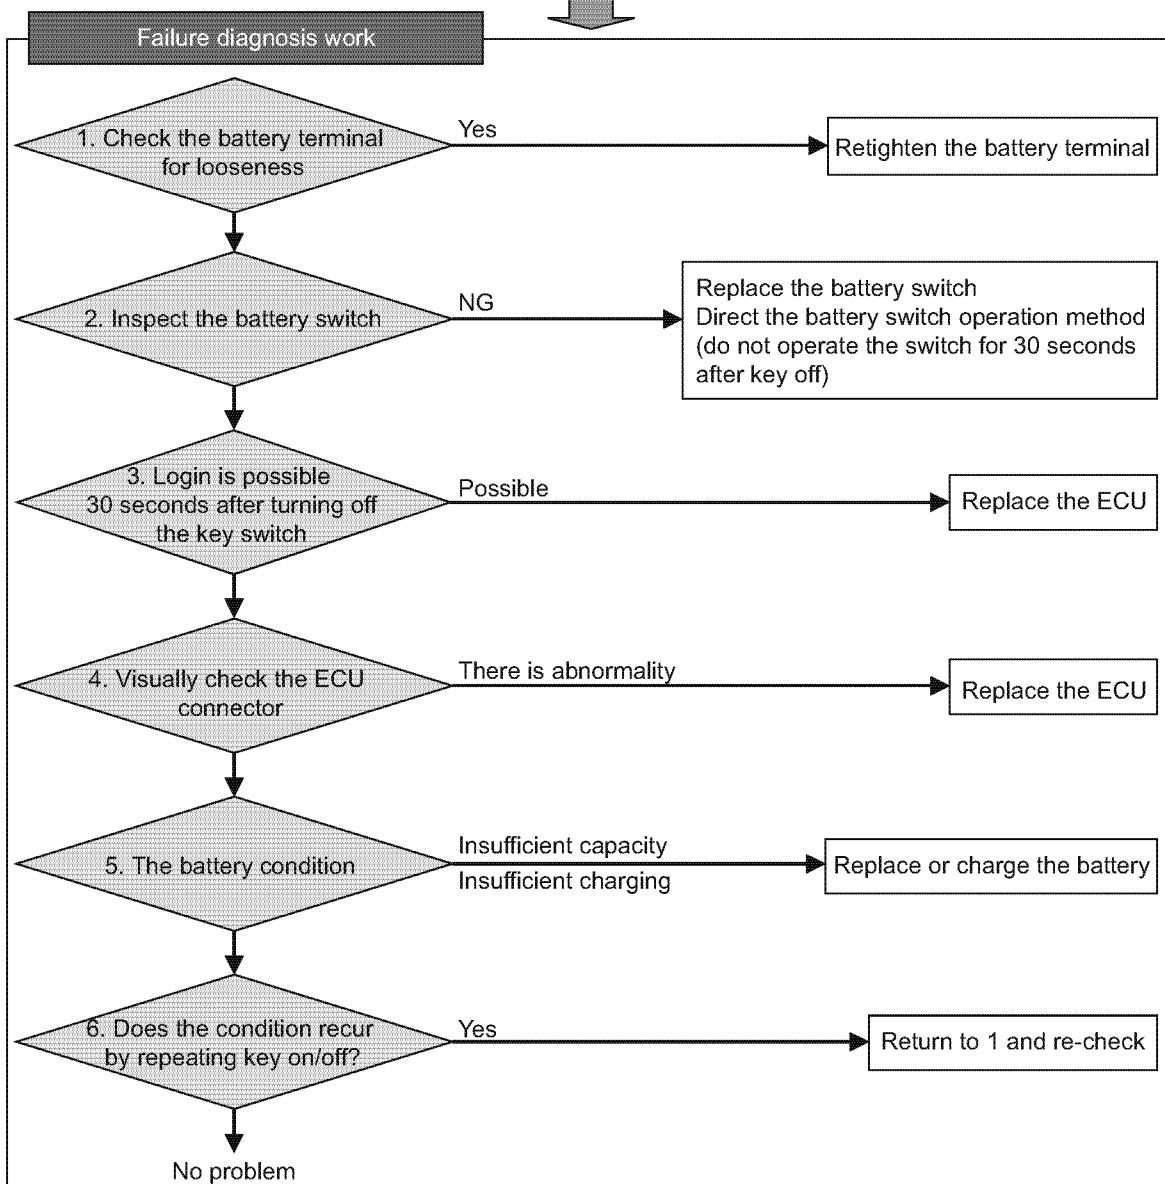 Failure diagnosis work
1. Check the battery terminal
for looseness
Yes
Retighten the battery terminal
2. Inspect the battery switch
NG
Replace the battery switch
Direct the battery switch operation method
(do not operate the switch for 30 seconds
after key off)
3. Login is possible
30 seconds after turning off
the key switch
Possible
Replace the ECU
4. Visually check the ECU
connector
There is abnormality
Replace the ECU
5. The battery condition
Insufficient capacity
Insufficient charging
Replace or charge the battery
6. Does the condition recur
by repeating key on/off?
Yes
Return to 1 and re-check
No problem